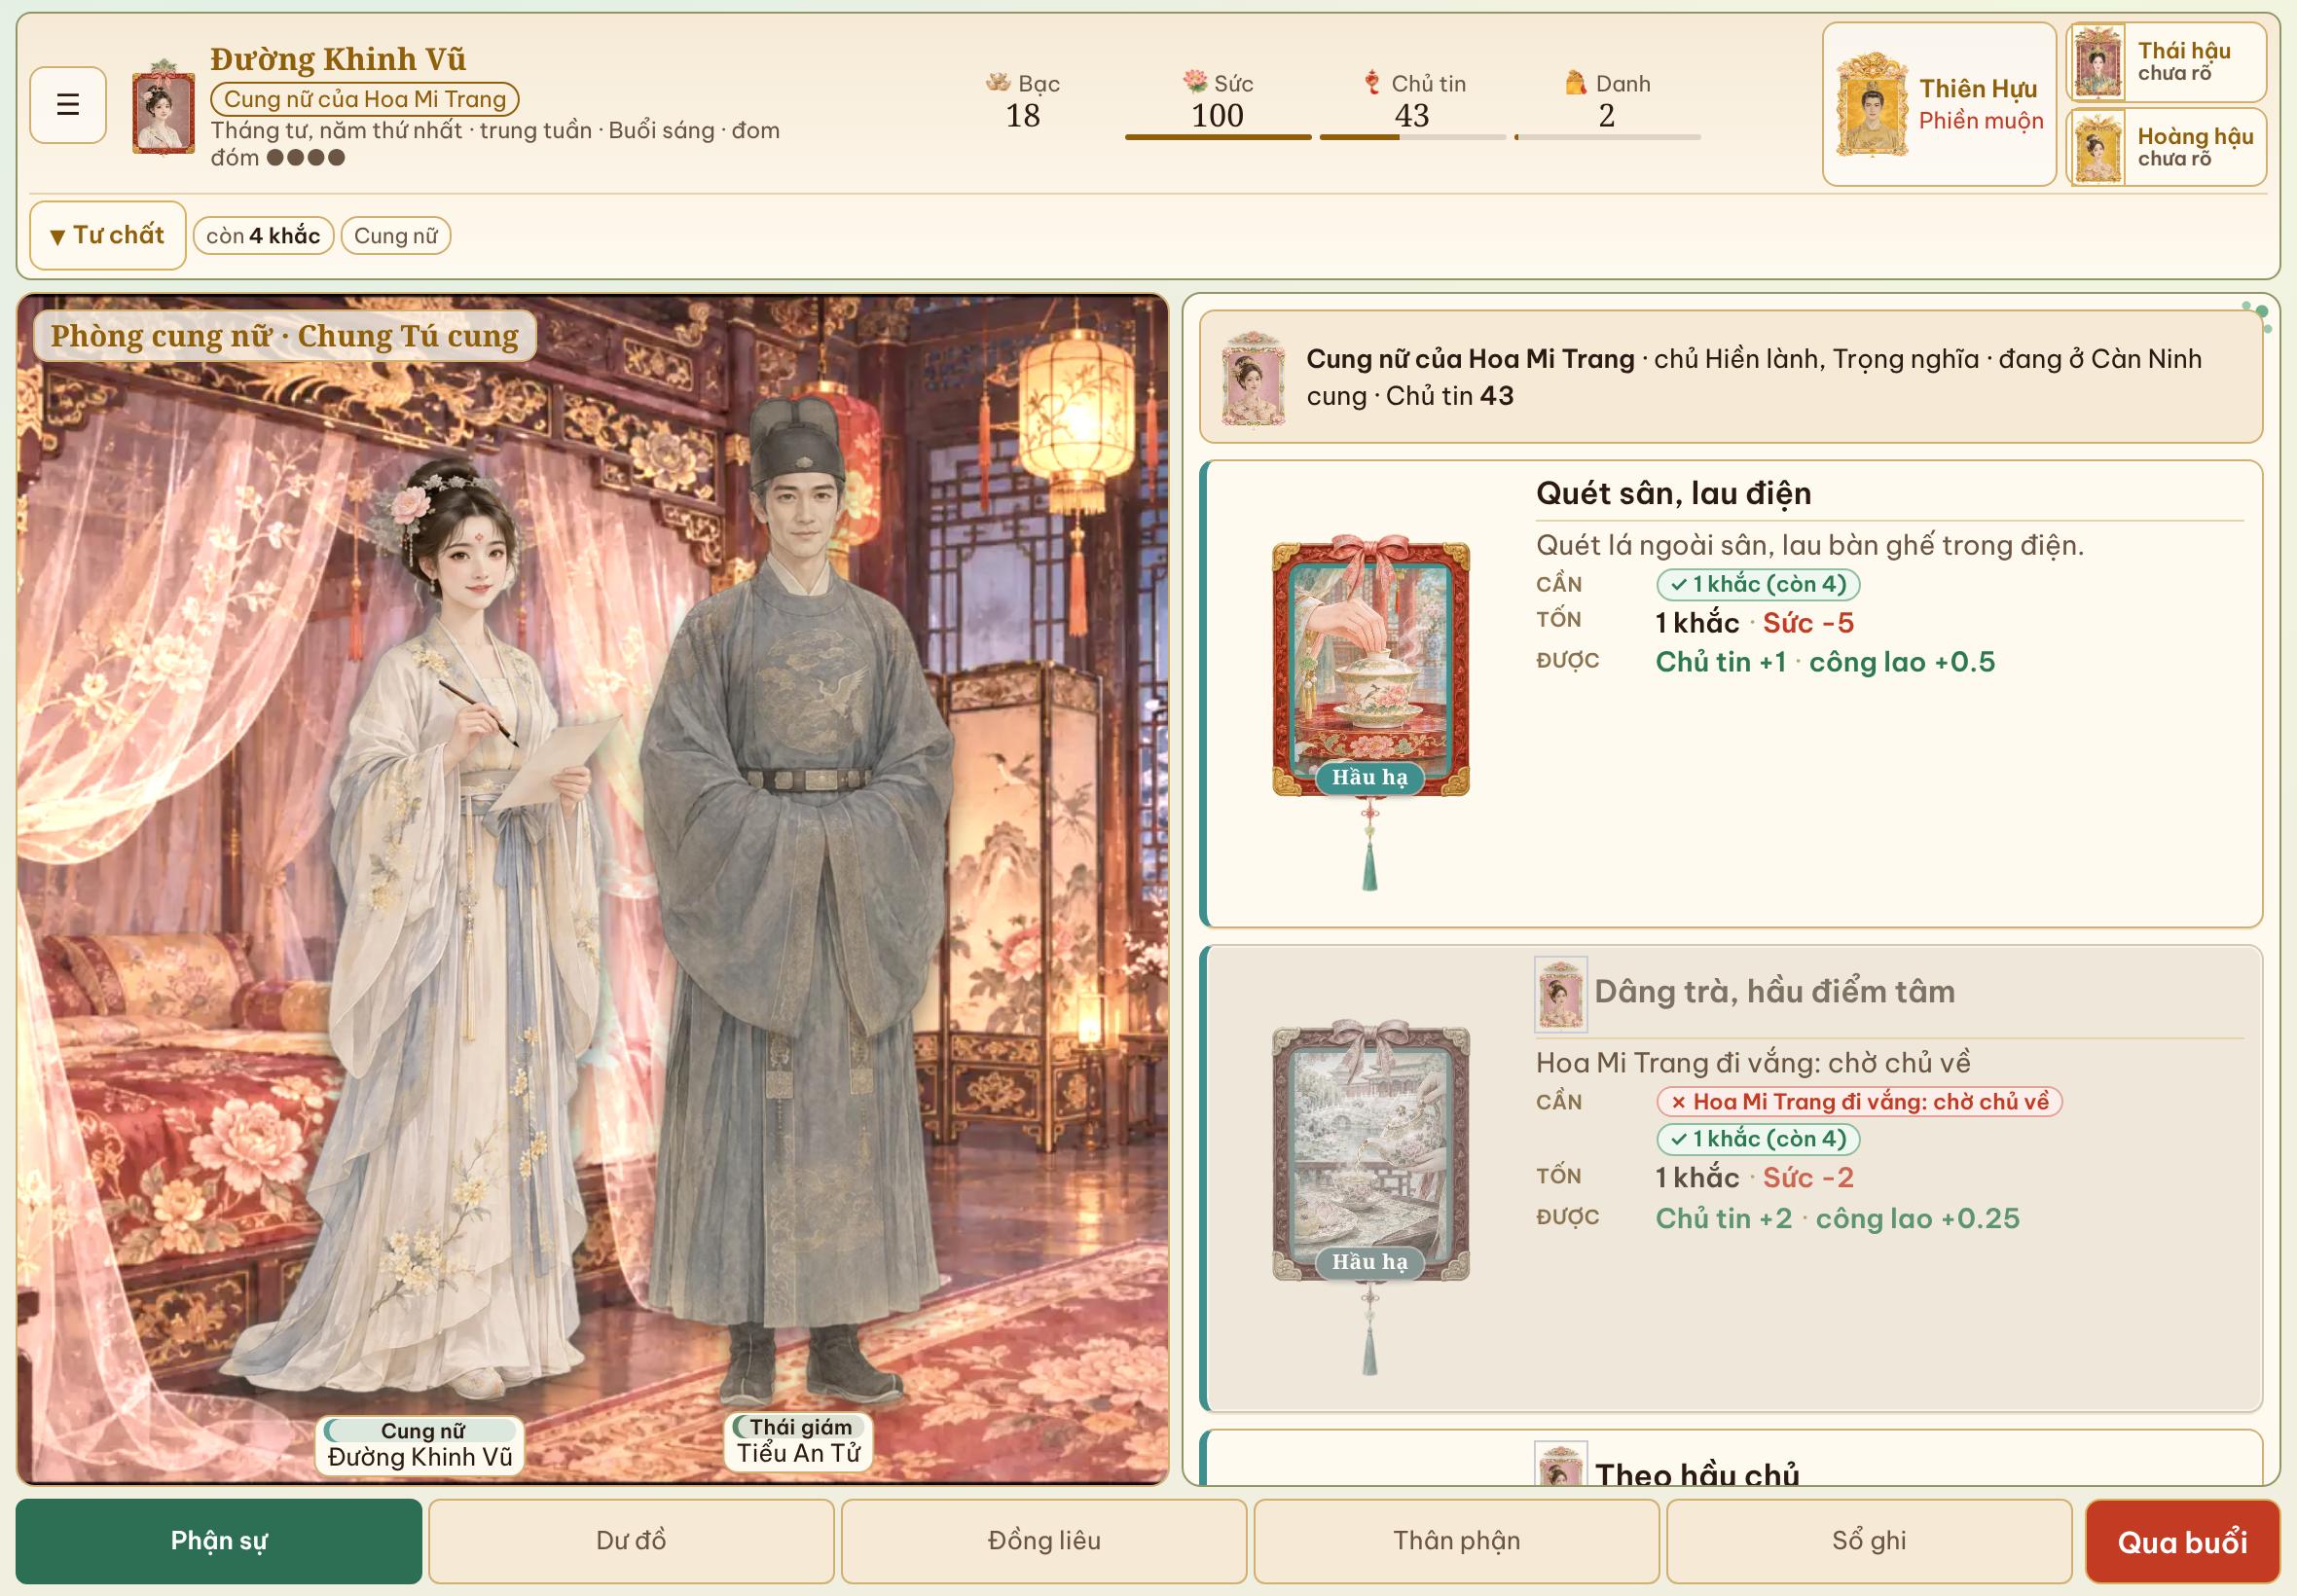 ☰
Đường Khinh Vũ
Cung nữ của Hoa Mi Trang
Tháng tư, năm thứ nhất · trung tuần · Buổi sáng · đom
đóm ●●●●
Bạc
18
Sức
100
Chủ tin
43
Danh
2
Thiên Hựu
Phiền muộn
Thái hậu
chưa rõ
Hoàng hậu
chưa rõ
▼ Tư chất
còn 4 khắc
Cung nữ
Phòng cung nữ · Chung Tú cung
Cung nữ
Đường Khinh Vũ
Thái giám
Tiểu An Tử
Cung nữ của Hoa Mi Trang · chủ Hiền lành, Trọng nghĩa · đang ở Càn Ninh
cung · Chủ tin 43
Quét sân, lau điện
Quét lá ngoài sân, lau bàn ghế trong điện.
CẦN ✓ 1 khắc (còn 4)
TỐN 1 khắc · Sức -5
ĐƯỢC Chủ tin +1 · công lao +0.5
Hầu hạ
Dâng trà, hầu điểm tâm
Hoa Mi Trang đi vắng: chờ chủ về
CẦN × Hoa Mi Trang đi vắng: chờ chủ về
✓ 1 khắc (còn 4)
TỐN 1 khắc · Sức -2
ĐƯỢC Chủ tin +2 · công lao +0.25
Hầu hạ
Theo hầu chủ
Phận sự
Dư đồ
Đồng liêu
Thân phận
Sổ ghi
Qua buổi